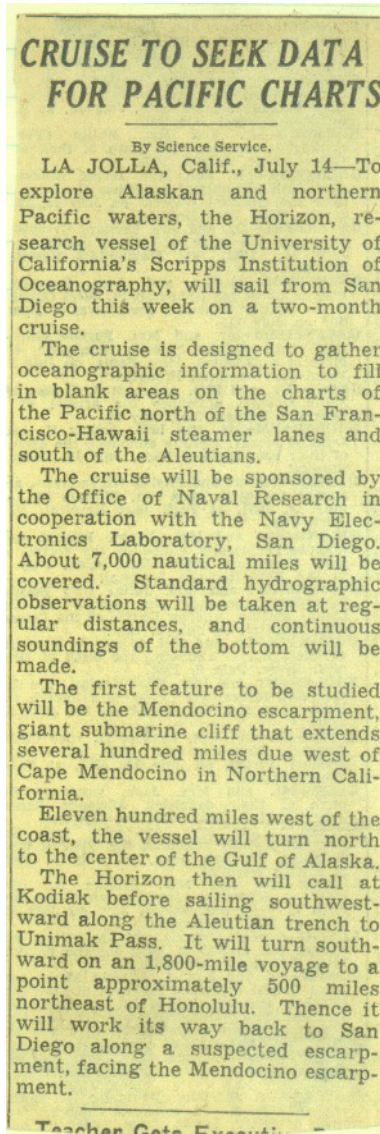 CRUISE TO SEEK DATA
FOR PACIFIC CHARTS
By Science Service.
LA JOLLA, Calif., July 14—To
explore Alaskan and northern
Pacific waters, the Horizon, re-
search vessel of the University of
California's Scripps Institution of
Oceanography, will sail from San
Diego this week on a two-month
cruise.
The cruise is designed to gather
oceanographic information to fill
in blank areas on the charts of
the Pacific north of the San Fran-
cisco-Hawaii steamer lanes and
south of the Aleutians.
The cruise will be sponsored by
the Office of Naval Research in
cooperation with the Navy Elec-
tronics Laboratory, San Diego.
About 7,000 nautical miles will be
covered. Standard hydrographic
observations will be taken at reg-
ular distances, and continuous
soundings of the bottom will be
made.
The first feature to be studied
will be the Mendocino escarpment,
giant submarine cliff that extends
several hundred miles due west of
Cape Mendocino in Northern Cali-
fornia.
Eleven hundred miles west of the
coast, the vessel will turn north
to the center of the Gulf of Alaska.
The Horizon then will call at
Kodiak before sailing southwest-
ward along the Aleutian trench to
Unimak Pass. It will turn south-
ward on an 1,800-mile voyage to a
point approximately 500 miles
northeast of Honolulu. Thence it
will work its way back to San
Diego along a suspected escarp-
ment, facing the Mendocino escarp-
ment.
Teacher Gets